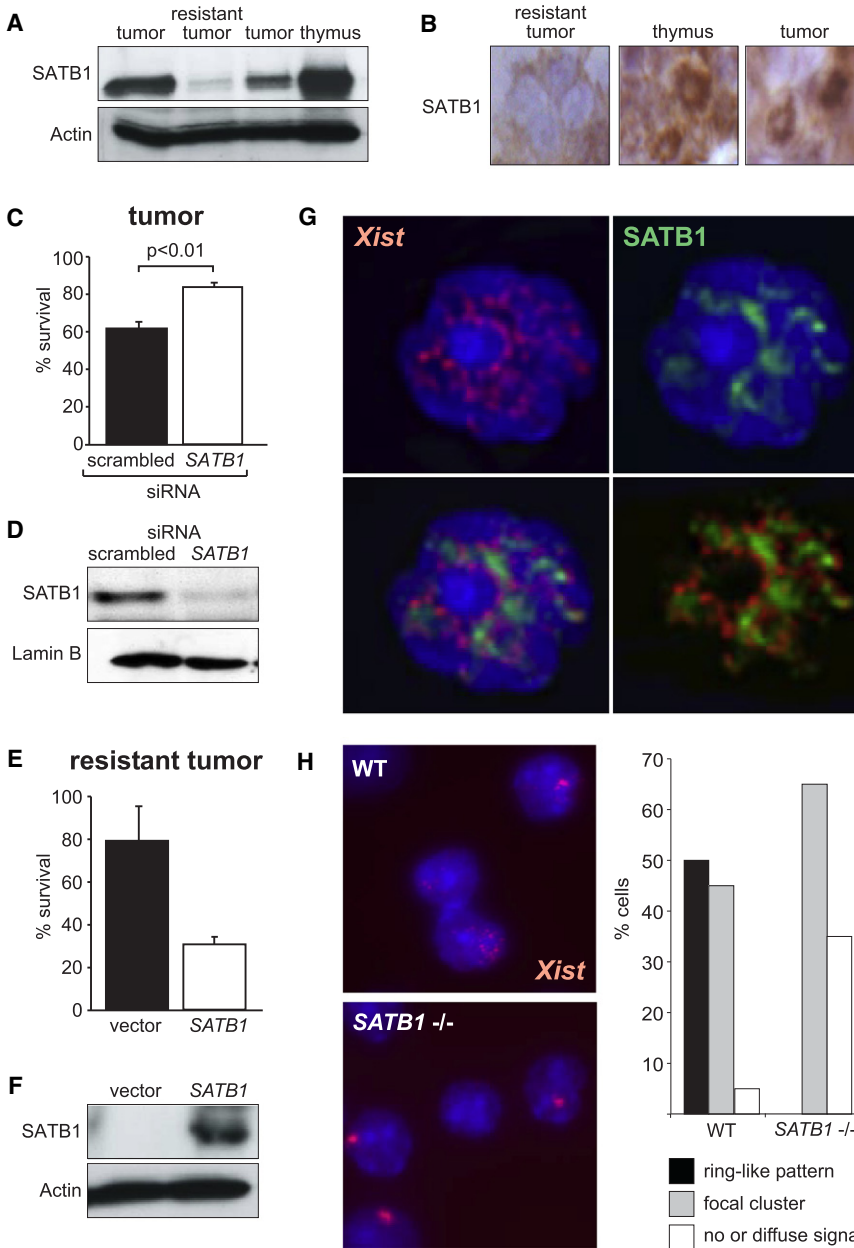 A
resistant
tumor tumor tumor thymus
SATB1
Actin
B
resistant
tumor thymus tumor
SATB1
C
tumor
p<0.01
% survival
100
80
60
40
20
0
scrambled SATB1
siRNA
D
siRNA
scrambled SATB1
SATB1
Lamin B
E
resistant tumor
% survival
100
80
60
40
20
0
vector SATB1
F
vector SATB1
SATB1
Actin
G
Xist
SATB1
H
WT
Xist
SATB1 -/-
% cells
70
60
50
40
30
20
10
WT SATB1 -/-
ring-like pattern
focal cluster
no or diffuse signa